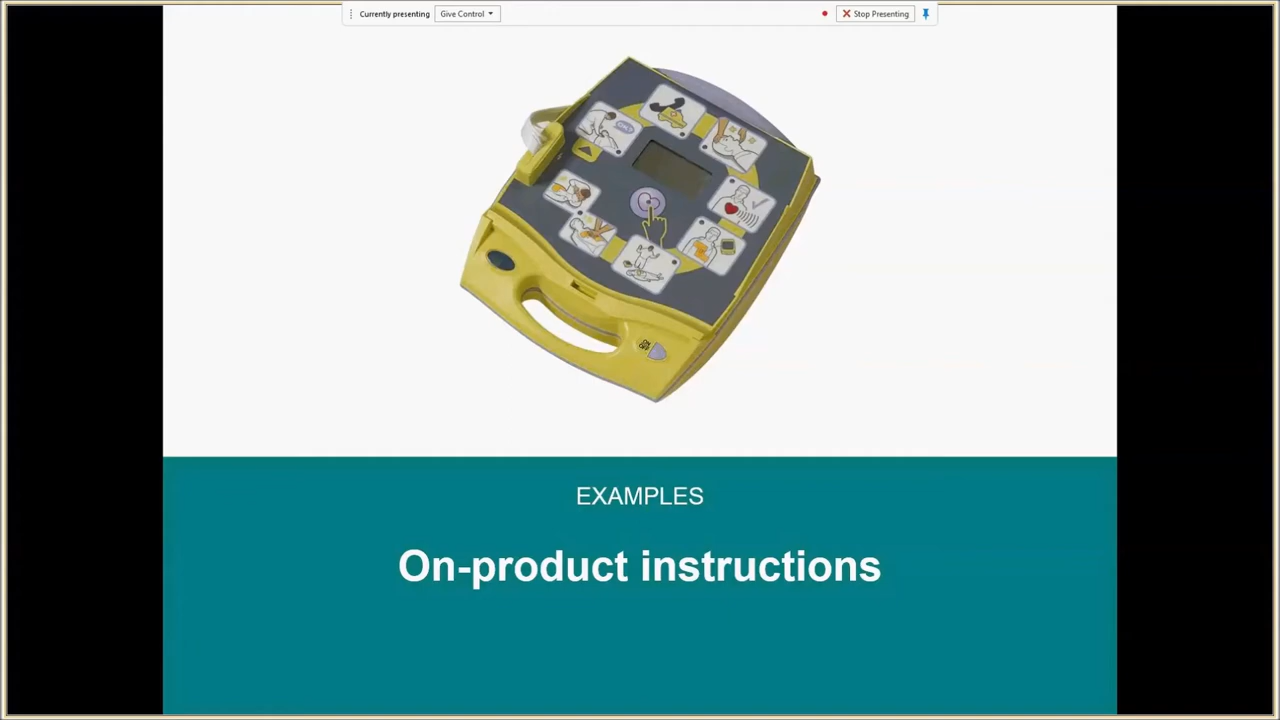 Currently presenting Give Control Stop Presenting
EXAMPLES
On-product instructions